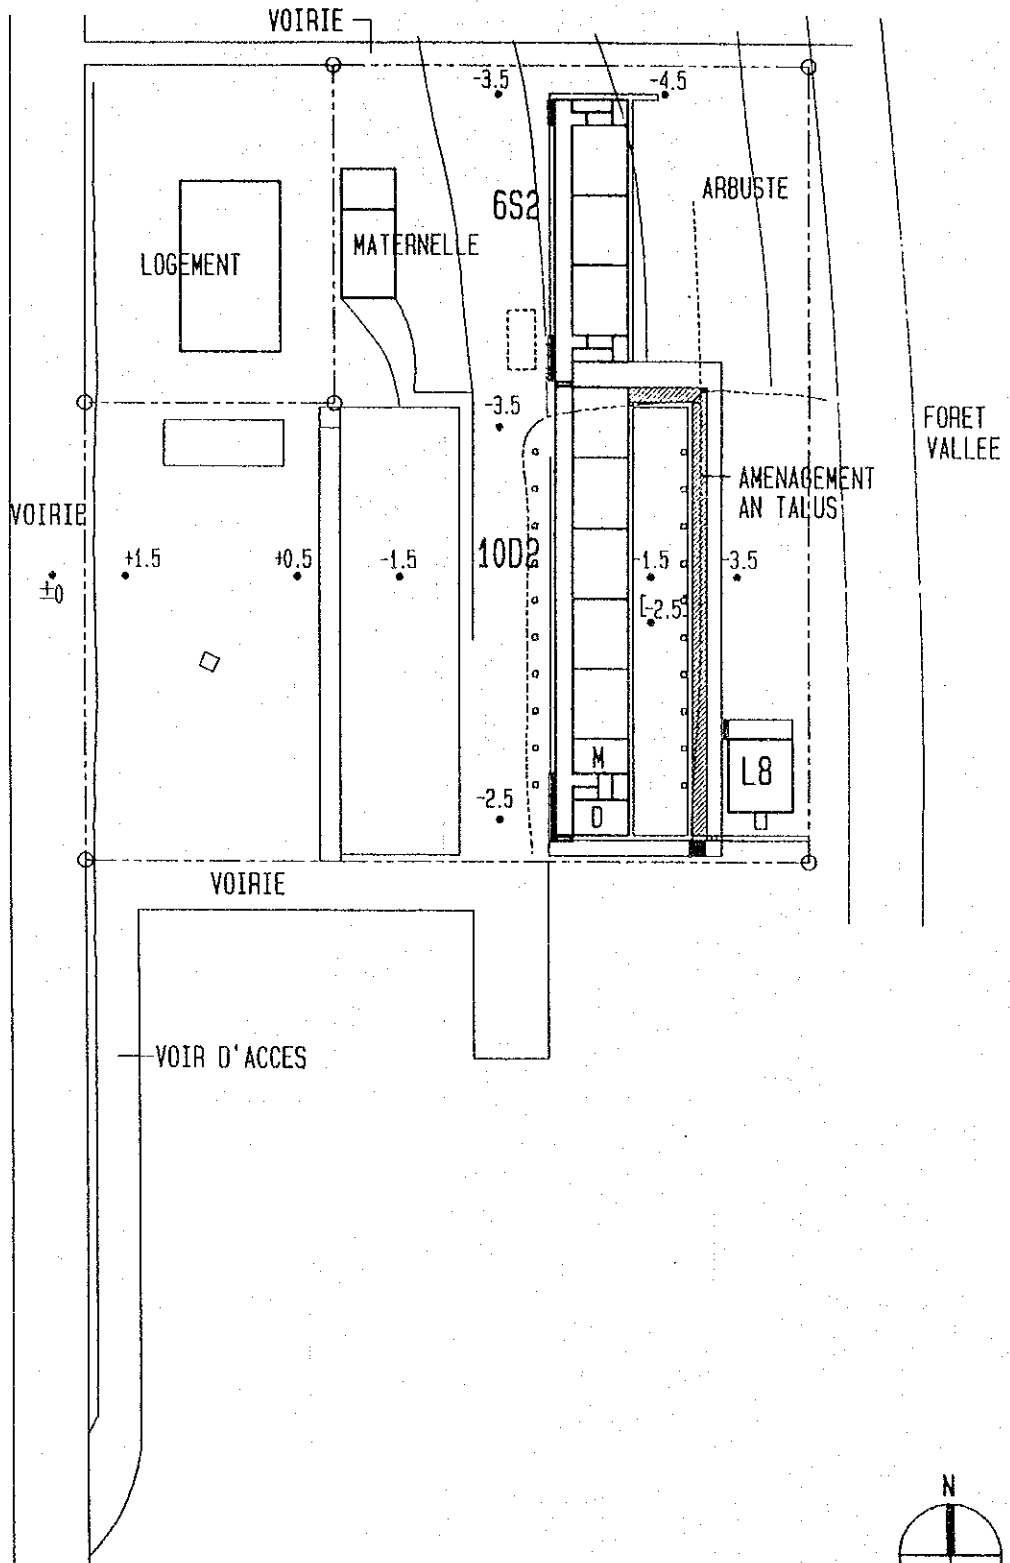 VOIRIE
-3.5
-4.5
ARBUSTE
6S2
MATERNELLE
LOGEMENT
-3.5
FORET
VALLEE
AMENAGEMENT
AN TALUS
VOIRIE
+1.5
+0.5
-1.5
10D2
-1.5
-3.5
±0
[-2.5]
M
L8
-2.5
D
VOIRIE
VOIR D'ACCES
N